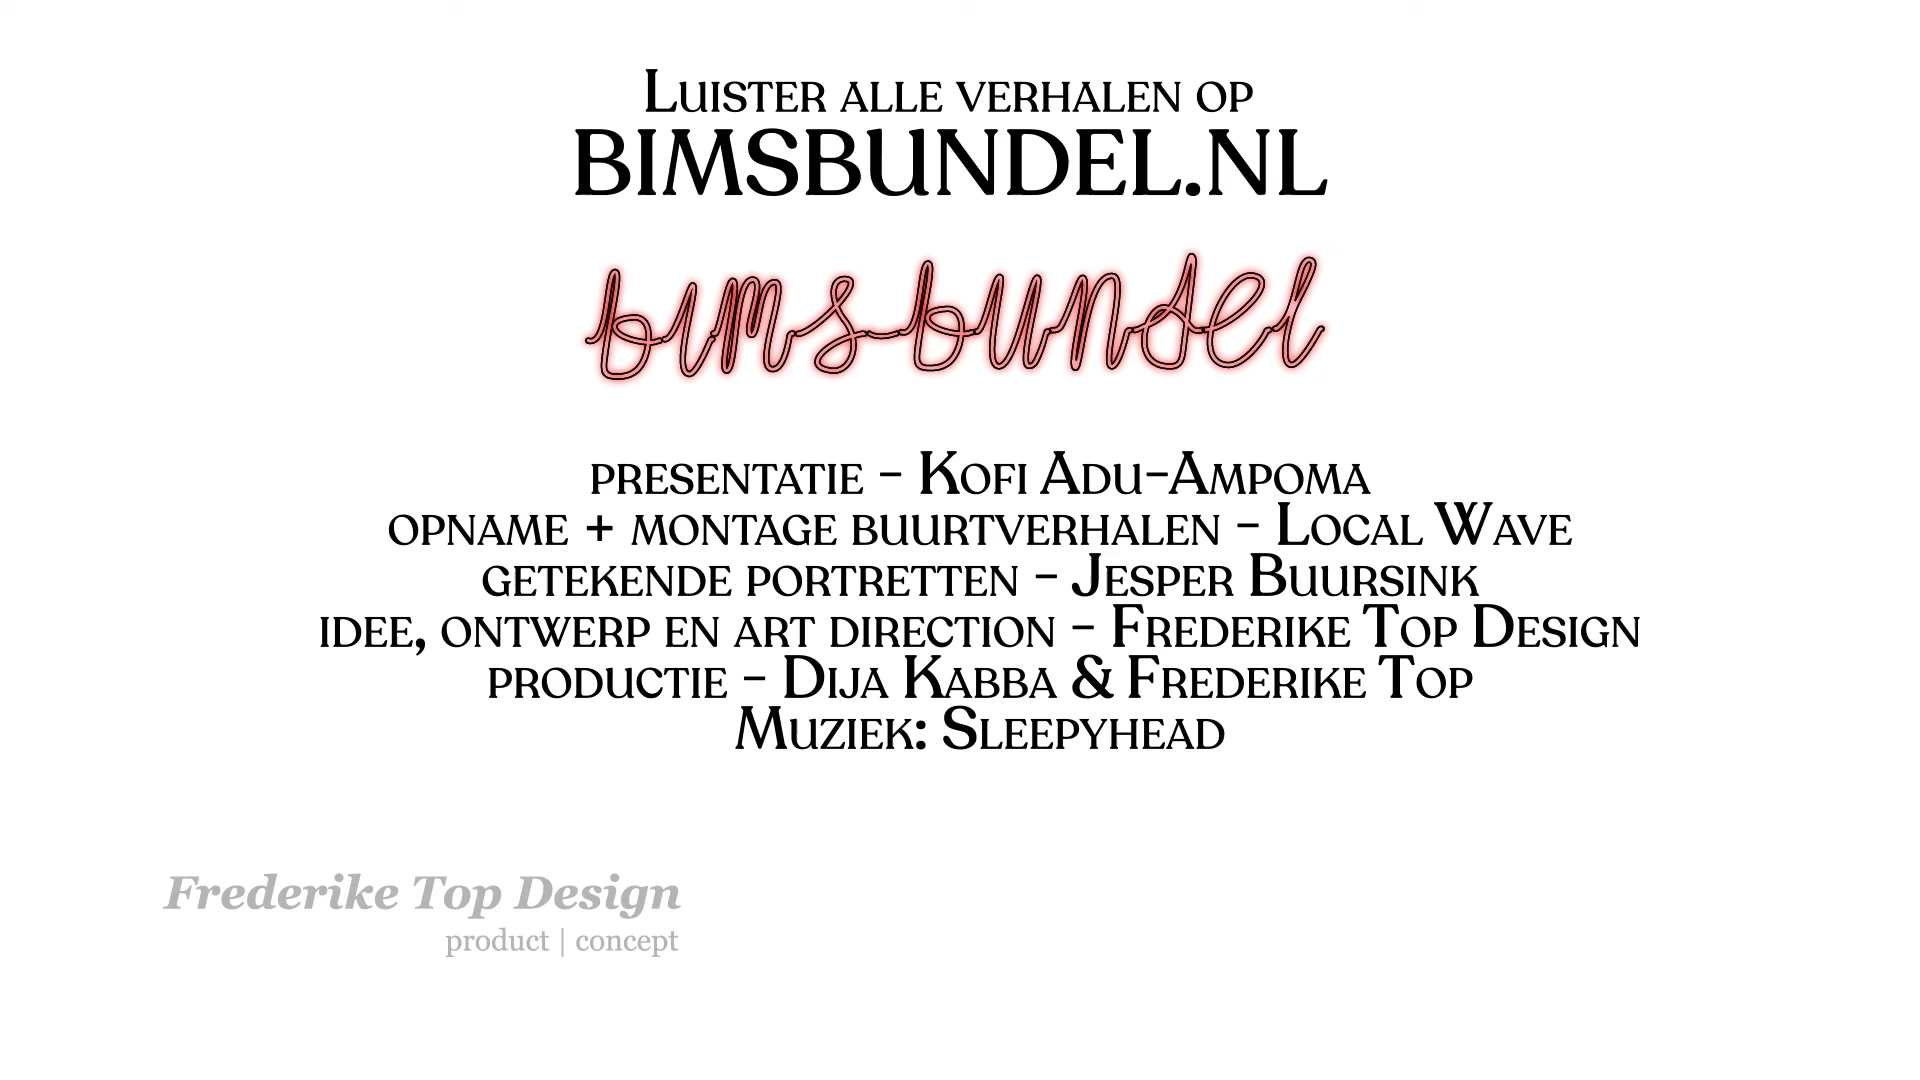 Luister alle verhalen op
BIMSBUNDEL.NL
bimsbundel
presentatie - Kofi Adu-Ampoma
opname + montage buurtverhalen - Local Wave
getekende portretten - Jesper Buursink
idee, ontwerp en art direction - Frederike Top Design
productie - Dija Kabba & Frederike Top
Muziek: Sleepyhead
Frederike Top Design
product | concept